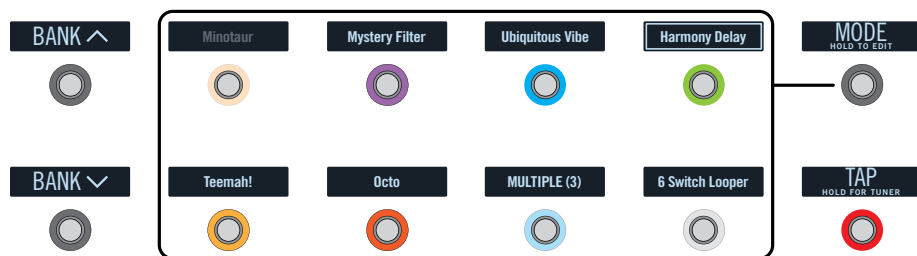 BANK
Minotaur
Mystery Filter
Ubiquitous Vibe
Harmony Delay
MODE
HOLD TO EDIT
BANK
Teemah!
Octo
MULTIPLE (3)
6 Switch Looper
TAP
HOLD FOR TUNER